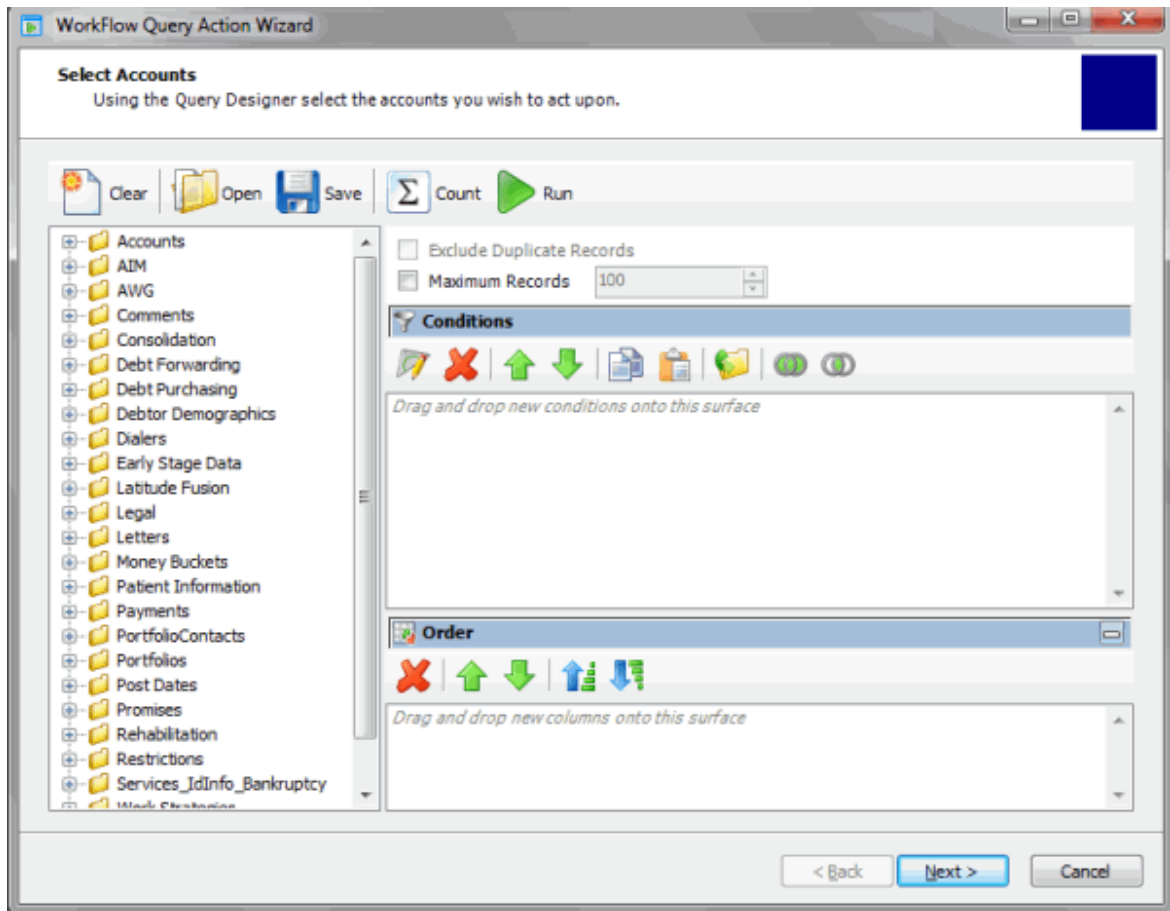 WorkFlow Query Action Wizard
Select Accounts
Using the Query Designer select the accounts you wish to act upon.
Clear Open Save Σ Count Run
Accounts
AIM
AWG
Comments
Consolidation
Debt Forwarding
Debt Purchasing
Debtor Demographics
Dialers
Early Stage Data
Latitude Fusion
Legal
Letters
Money Buckets
Patient Information
Payments
PortfolioContacts
Portfolios
Post Dates
Promises
Rehabilitation
Restrictions
Services_IdInfo_Bankruptcy
Work Strategies
Exclude Duplicate Records
Maximum Records 100
Conditions
Drag and drop new conditions onto this surface
Order
Drag and drop new columns onto this surface
< Back Next > Cancel